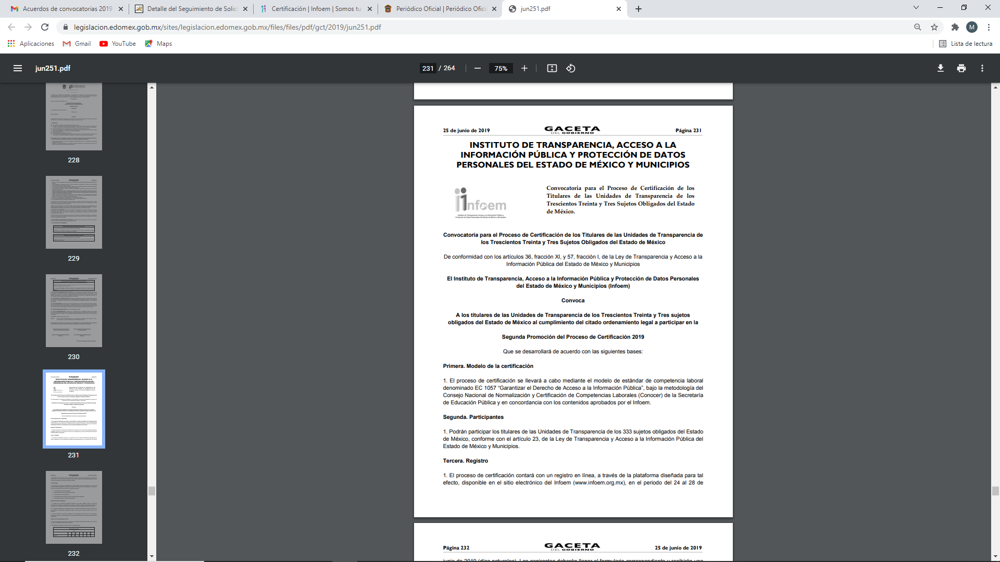 Acuerdos de convocatorias 2019
Detalle del Seguimiento de Solic
Certificación | Infoem | Somos tu
Periódico Oficial | Periódico Ofici
jun251.pdf
legislacion.edomex.gob.mx/sites/legislacion.edomex.gob.mx/files/files/pdf/gct/2019/jun251.pdf
M
Aplicaciones
Gmail
YouTube
Maps
Lista de lectura
jun251.pdf
231 / 264
75%
228
229
230
231
232
25 de junio de 2019
GACETA
DEL GOBIERNO
Página 231
INSTITUTO DE TRANSPARENCIA, ACCESO A LA
INFORMACIÓN PÚBLICA Y PROTECCIÓN DE DATOS
PERSONALES DEL ESTADO DE MÉXICO Y MUNICIPIOS
infoem
Instituto de Transparencia, Acceso a la Información Pública y
Protección de Datos Personales del Estado de México y Municipios
Convocatoria para el Proceso de Certificación de los
Titulares de las Unidades de Transparencia de los
Trescientos Treinta y Tres Sujetos Obligados del Estado
de México.
Convocatoria para el Proceso de Certificación de los Titulares de las Unidades de Transparencia de
los Trescientos Treinta y Tres Sujetos Obligados del Estado de México
De conformidad con los artículos 36, fracción XI, y 57, fracción I, de la Ley de Transparencia y Acceso a la
Información Pública del Estado de México y Municipios
El Instituto de Transparencia, Acceso a la Información Pública y Protección de Datos Personales
del Estado de México y Municipios (Infoem)
Convoca
A los titulares de las Unidades de Transparencia de los Trescientos Treinta y Tres sujetos
obligados del Estado de México al cumplimiento del citado ordenamiento legal a participar en la
Segunda Promoción del Proceso de Certificación 2019
Que se desarrollará de acuerdo con las siguientes bases:
Primera. Modelo de la certificación
1. El proceso de certificación se llevará a cabo mediante el modelo de estándar de competencia laboral
denominado EC 1057 “Garantizar el Derecho de Acceso a la Información Pública”, bajo la metodología del
Consejo Nacional de Normalización y Certificación de Competencias Laborales (Conocer) de la Secretaría
de Educación Pública y en concordancia con los contenidos aprobados por el Infoem.
Segunda. Participantes
1. Podrán participar los titulares de las Unidades de Transparencia de los 333 sujetos obligados del Estado
de México, conforme con el artículo 23, de la Ley de Transparencia y Acceso a la Información Pública del
Estado de México y Municipios.
Tercera. Registro
1. El proceso de certificación contará con un registro en línea, a través de la plataforma diseñada para tal
efecto, disponible en el sitio electrónico del Infoem (www.infoem.org.mx), en el periodo del 24 al 28 de
Página 232
GACETA
DEL GOBIERNO
25 de junio de 2019
junio de 2019 (días naturales). Los aspirantes deberán llenar el formulario correspondiente y recibirán una